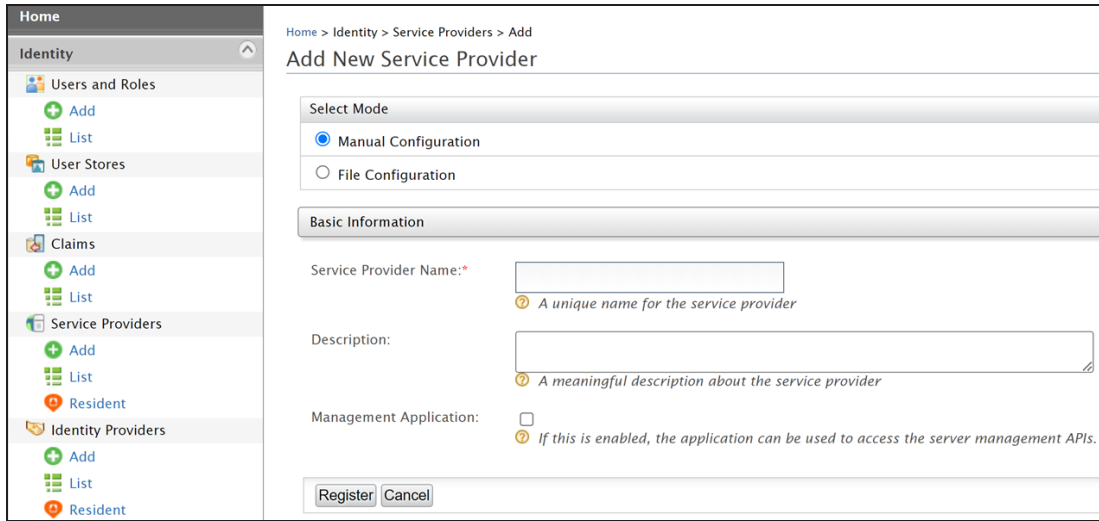 Home
Identity
Users and Roles
Add
List
User Stores
Add
List
Claims
Add
List
Service Providers
Add
List
Resident
Identity Providers
Add
List
Resident
Home > Identity > Service Providers > Add
Add New Service Provider
Select Mode
Manual Configuration
File Configuration
Basic Information
Service Provider Name:*
A unique name for the service provider
Description:
A meaningful description about the service provider
Management Application:
If this is enabled, the application can be used to access the server management APIs.
Register Cancel